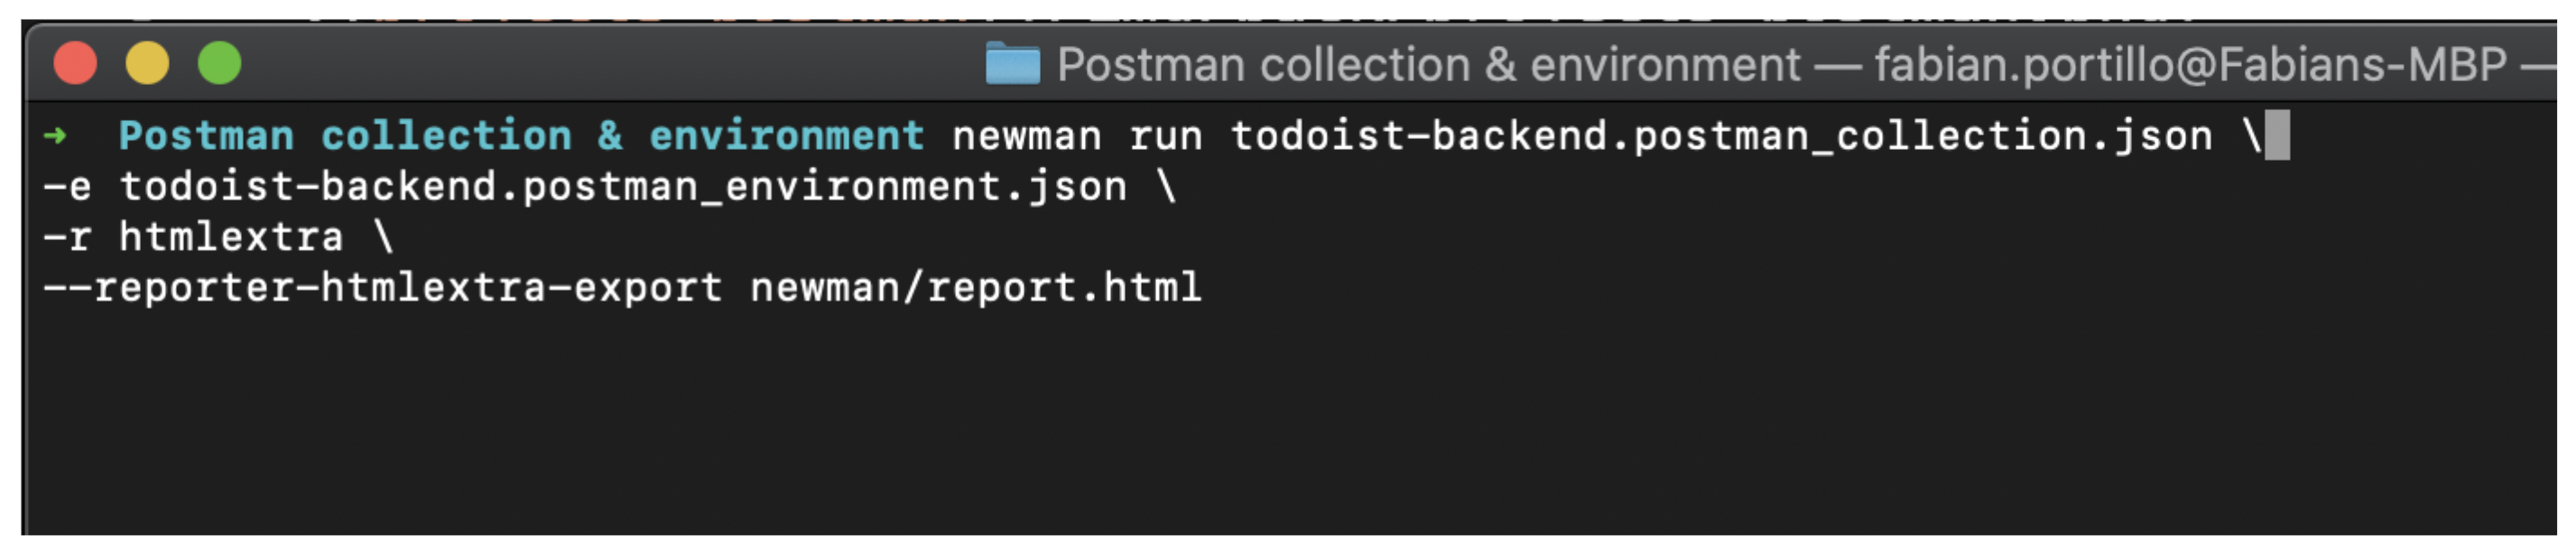 Postman collection & environment — fabian.portillo@Fabians-MBP —
➜ Postman collection & environment newman run todoist-backend.postman_collection.json \
-e todoist-backend.postman_environment.json \
-r htmlextra \
--reporter-htmlextra-export newman/report.html